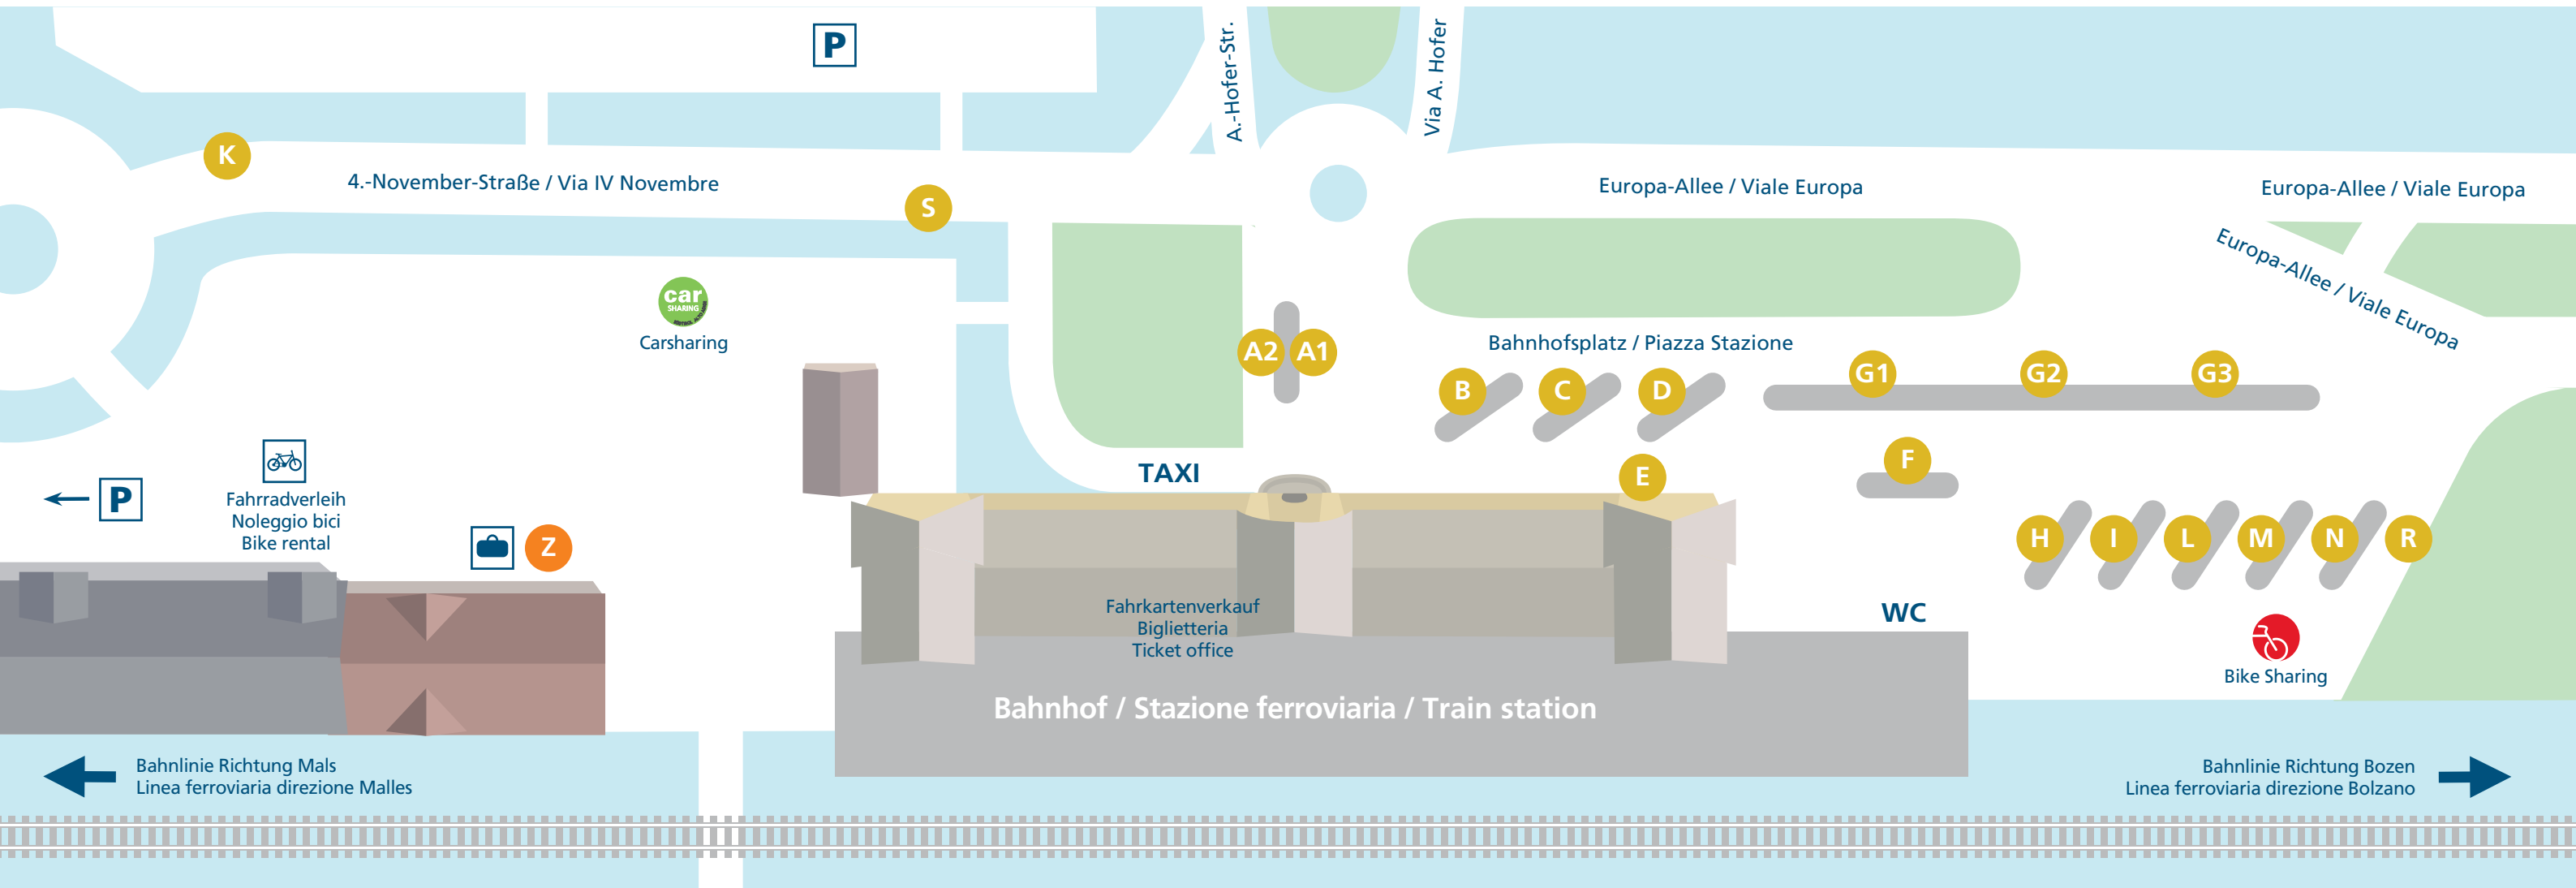 P
A.-Hofer-Str.
Via A. Hofer
K
4.-November-Straße / Via IV Novembre
S
Europa-Allee / Viale Europa
Europa-Allee / Viale Europa
Europa-Allee / Viale Europa
car
SHARING
Carsharing
A2
A1
Bahnhofsplatz / Piazza Stazione
B
C
D
G1
G2
G3
TAXI
E
F
P
Fahrradverleih
Noleggio bici
Bike rental
Z
H
I
L
M
N
R
Fahrkartenverkauf
Biglietteria
Ticket office
WC
Bike Sharing
Bahnhof / Stazione ferroviaria / Train station
Bahnlinie Richtung Mals
Linea ferroviaria direzione Malles
Bahnlinie Richtung Bozen
Linea ferroviaria direzione Bolzano